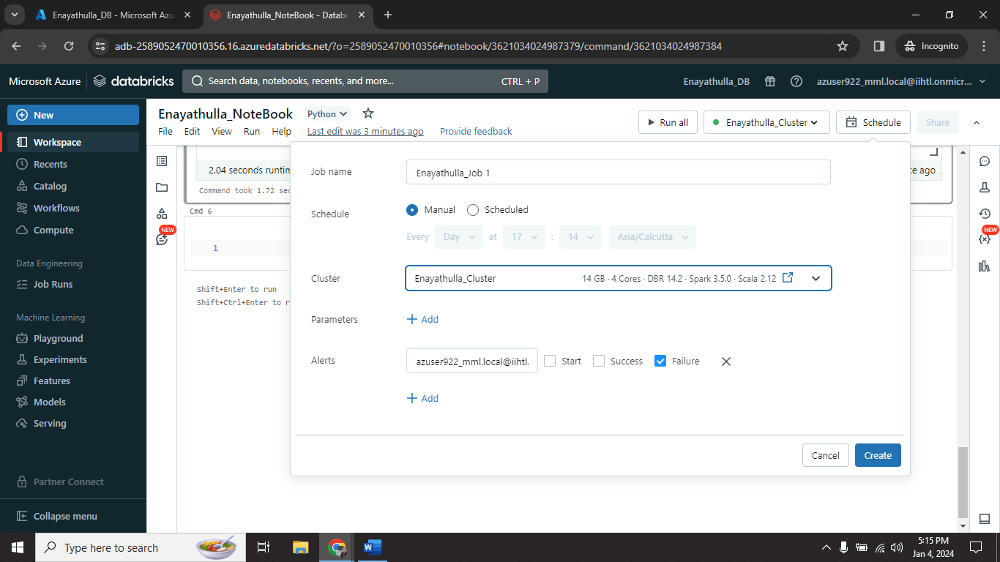 Enayathulla_DB - Microsoft Azu
Enayathulla_NoteBook - Datab
adb-2589052470010356.16.azuredatabricks.net/?o=2589052470010356#notebook/3621034024987379/command/3621034024987384
Incognito
Microsoft Azure
databricks
Search data, notebooks, recents, and more...
CTRL + P
Enayathulla_DB
azuser922_mml.local@iihtl.onmicr...
New
Workspace
Recents
Catalog
Workflows
Compute
Data Engineering
Job Runs
Machine Learning
Playground
Experiments
Features
Models
Serving
Partner Connect
Collapse menu
Enayathulla_NoteBook
Python
File Edit View Run Help
Last edit was 3 minutes ago
Provide feedback
Run all
Enayathulla_Cluster
Schedule
Share
NEW
2.04 seconds runtim
Command took 1.72 sec
Cmd 6
1
Shift+Enter to run
Shift+Ctrl+Enter to r
Job name
Enayathulla_Job 1
Schedule
Manual
Scheduled
Every Day at 17 : 14 Asia/Calcutta
Cluster
Enayathulla_Cluster
14 GB · 4 Cores · DBR 14.2 · Spark 3.5.0 · Scala 2.12
Parameters
Add
Alerts
azuser922_mml.local@iihtl.
Start
Success
Failure
Add
Cancel
Create
ago
NEW
Type here to search
5:15 PM
Jan 4, 2024